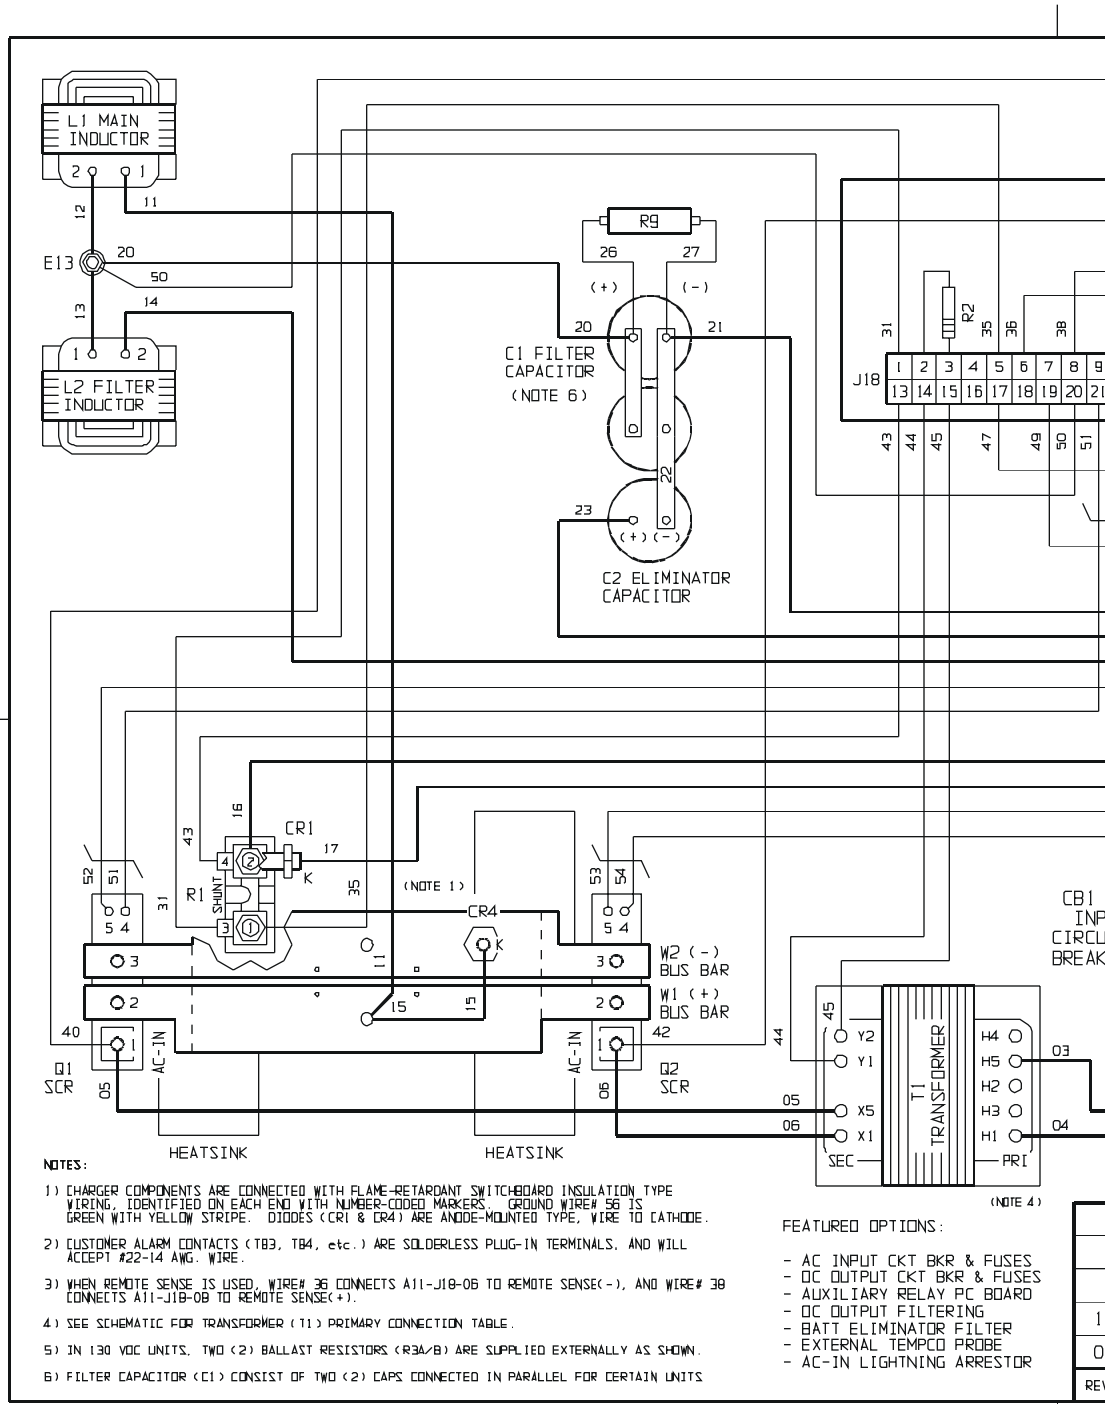 L1 MAIN
INDUCTOR
2 1
12
11
E13
20
50
13
14
1 2
L2 FILTER
INDUCTOR
R9
26 27
(+) (-)
20 21
C1 FILTER
CAPACITOR
(NOTE 6)
22
23
(+) (-)
C2 ELIMINATOR
CAPACITOR
31
R2
35
36
38
J18
1 2 3 4 5 6 7 8 9
13 14 15 16 17 18 19 20 21
43 44 45 47 49 50 51
16
CR1
43
4 2
17
K
52 51
31
R1
SHUNT
35
(NOTE 1)
53 54
3 1
CR4
5 4
5 4
K
11
3
3
W2 (-)
BUS BAR
2
15
15
2
W1 (+)
BUS BAR
40
1
AC-IN
AC-IN
1
42
Q1
SCR
05
Q2
SCR
06
HEATSINK
HEATSINK
CB1
INP
CIRCU
BREAK
45
44
Y2
Y1
X5
X1
SEC
T1
TRANSFORMER
H4
H5
H2
H3
H1
PRI
03
04
05
06
(NOTE 4)
NOTES:
1) CHARGER COMPONENTS ARE CONNECTED WITH FLAME-RETARDANT SWITCHBOARD INSULATION TYPE
WIRING, IDENTIFIED ON EACH END WITH NUMBER-CODED MARKERS. GROUND WIRE# 56 IS
GREEN WITH YELLOW STRIPE. DIODES (CR1 & CR4) ARE ANODE-MOUNTED TYPE, WIRE TO CATHODE.
2) CUSTOMER ALARM CONTACTS (TB3, TB4, etc.) ARE SOLDERLESS PLUG-IN TERMINALS, AND WILL
ACCEPT #22-14 AWG. WIRE.
3) WHEN REMOTE SENSE IS USED, WIRE# 36 CONNECTS A11-J18-06 TO REMOTE SENSE(-), AND WIRE# 38
CONNECTS A11-J18-08 TO REMOTE SENSE(+).
4) SEE SCHEMATIC FOR TRANSFORMER (T1) PRIMARY CONNECTION TABLE.
5) IN 130 VDC UNITS, TWO (2) BALLAST RESISTORS (R3A/B) ARE SUPPLIED EXTERNALLY AS SHOWN.
6) FILTER CAPACITOR (C1) CONSIST OF TWO (2) CAPS CONNECTED IN PARALLEL FOR CERTAIN UNITS
FEATURED OPTIONS:
- AC INPUT CKT BKR & FUSES
- DC OUTPUT CKT BKR & FUSES
- AUXILIARY RELAY PC BOARD
- DC OUTPUT FILTERING
- BATT ELIMINATOR FILTER
- EXTERNAL TEMPCO PROBE
- AC-IN LIGHTNING ARRESTOR
1
0
REV